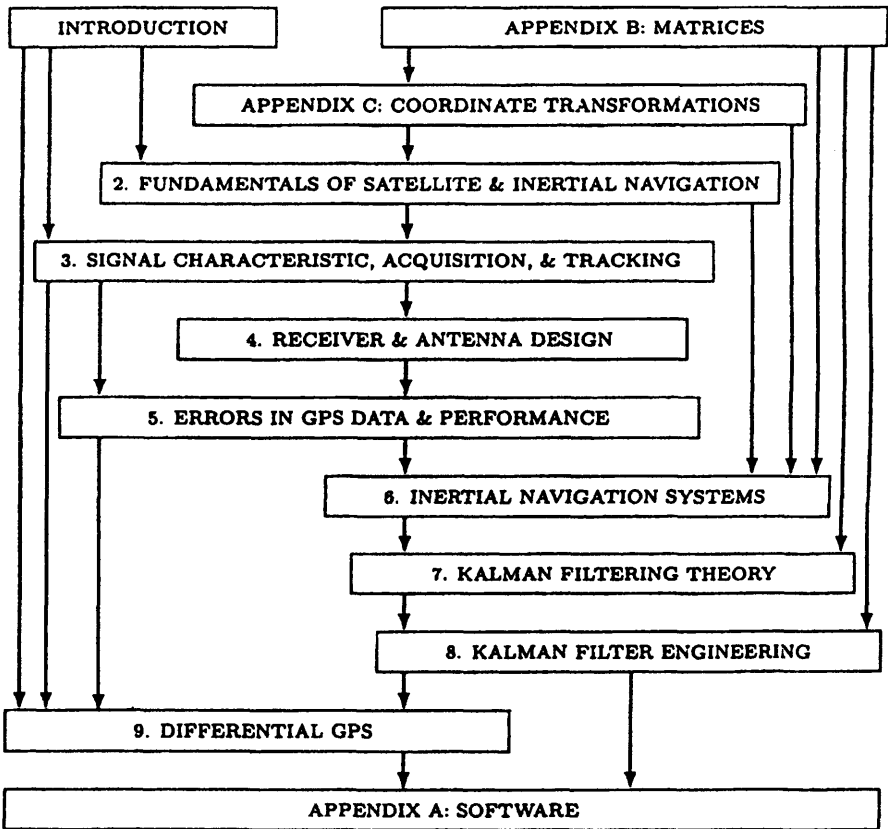 INTRODUCTION
APPENDIX B: MATRICES
APPENDIX C: COORDINATE TRANSFORMATIONS
2. FUNDAMENTALS OF SATELLITE & INERTIAL NAVIGATION
3. SIGNAL CHARACTERISTIC, ACQUISITION, & TRACKING
4. RECEIVER & ANTENNA DESIGN
5. ERRORS IN GPS DATA & PERFORMANCE
6. INERTIAL NAVIGATION SYSTEMS
7. KALMAN FILTERING THEORY
8. KALMAN FILTER ENGINEERING
9. DIFFERENTIAL GPS
APPENDIX A: SOFTWARE